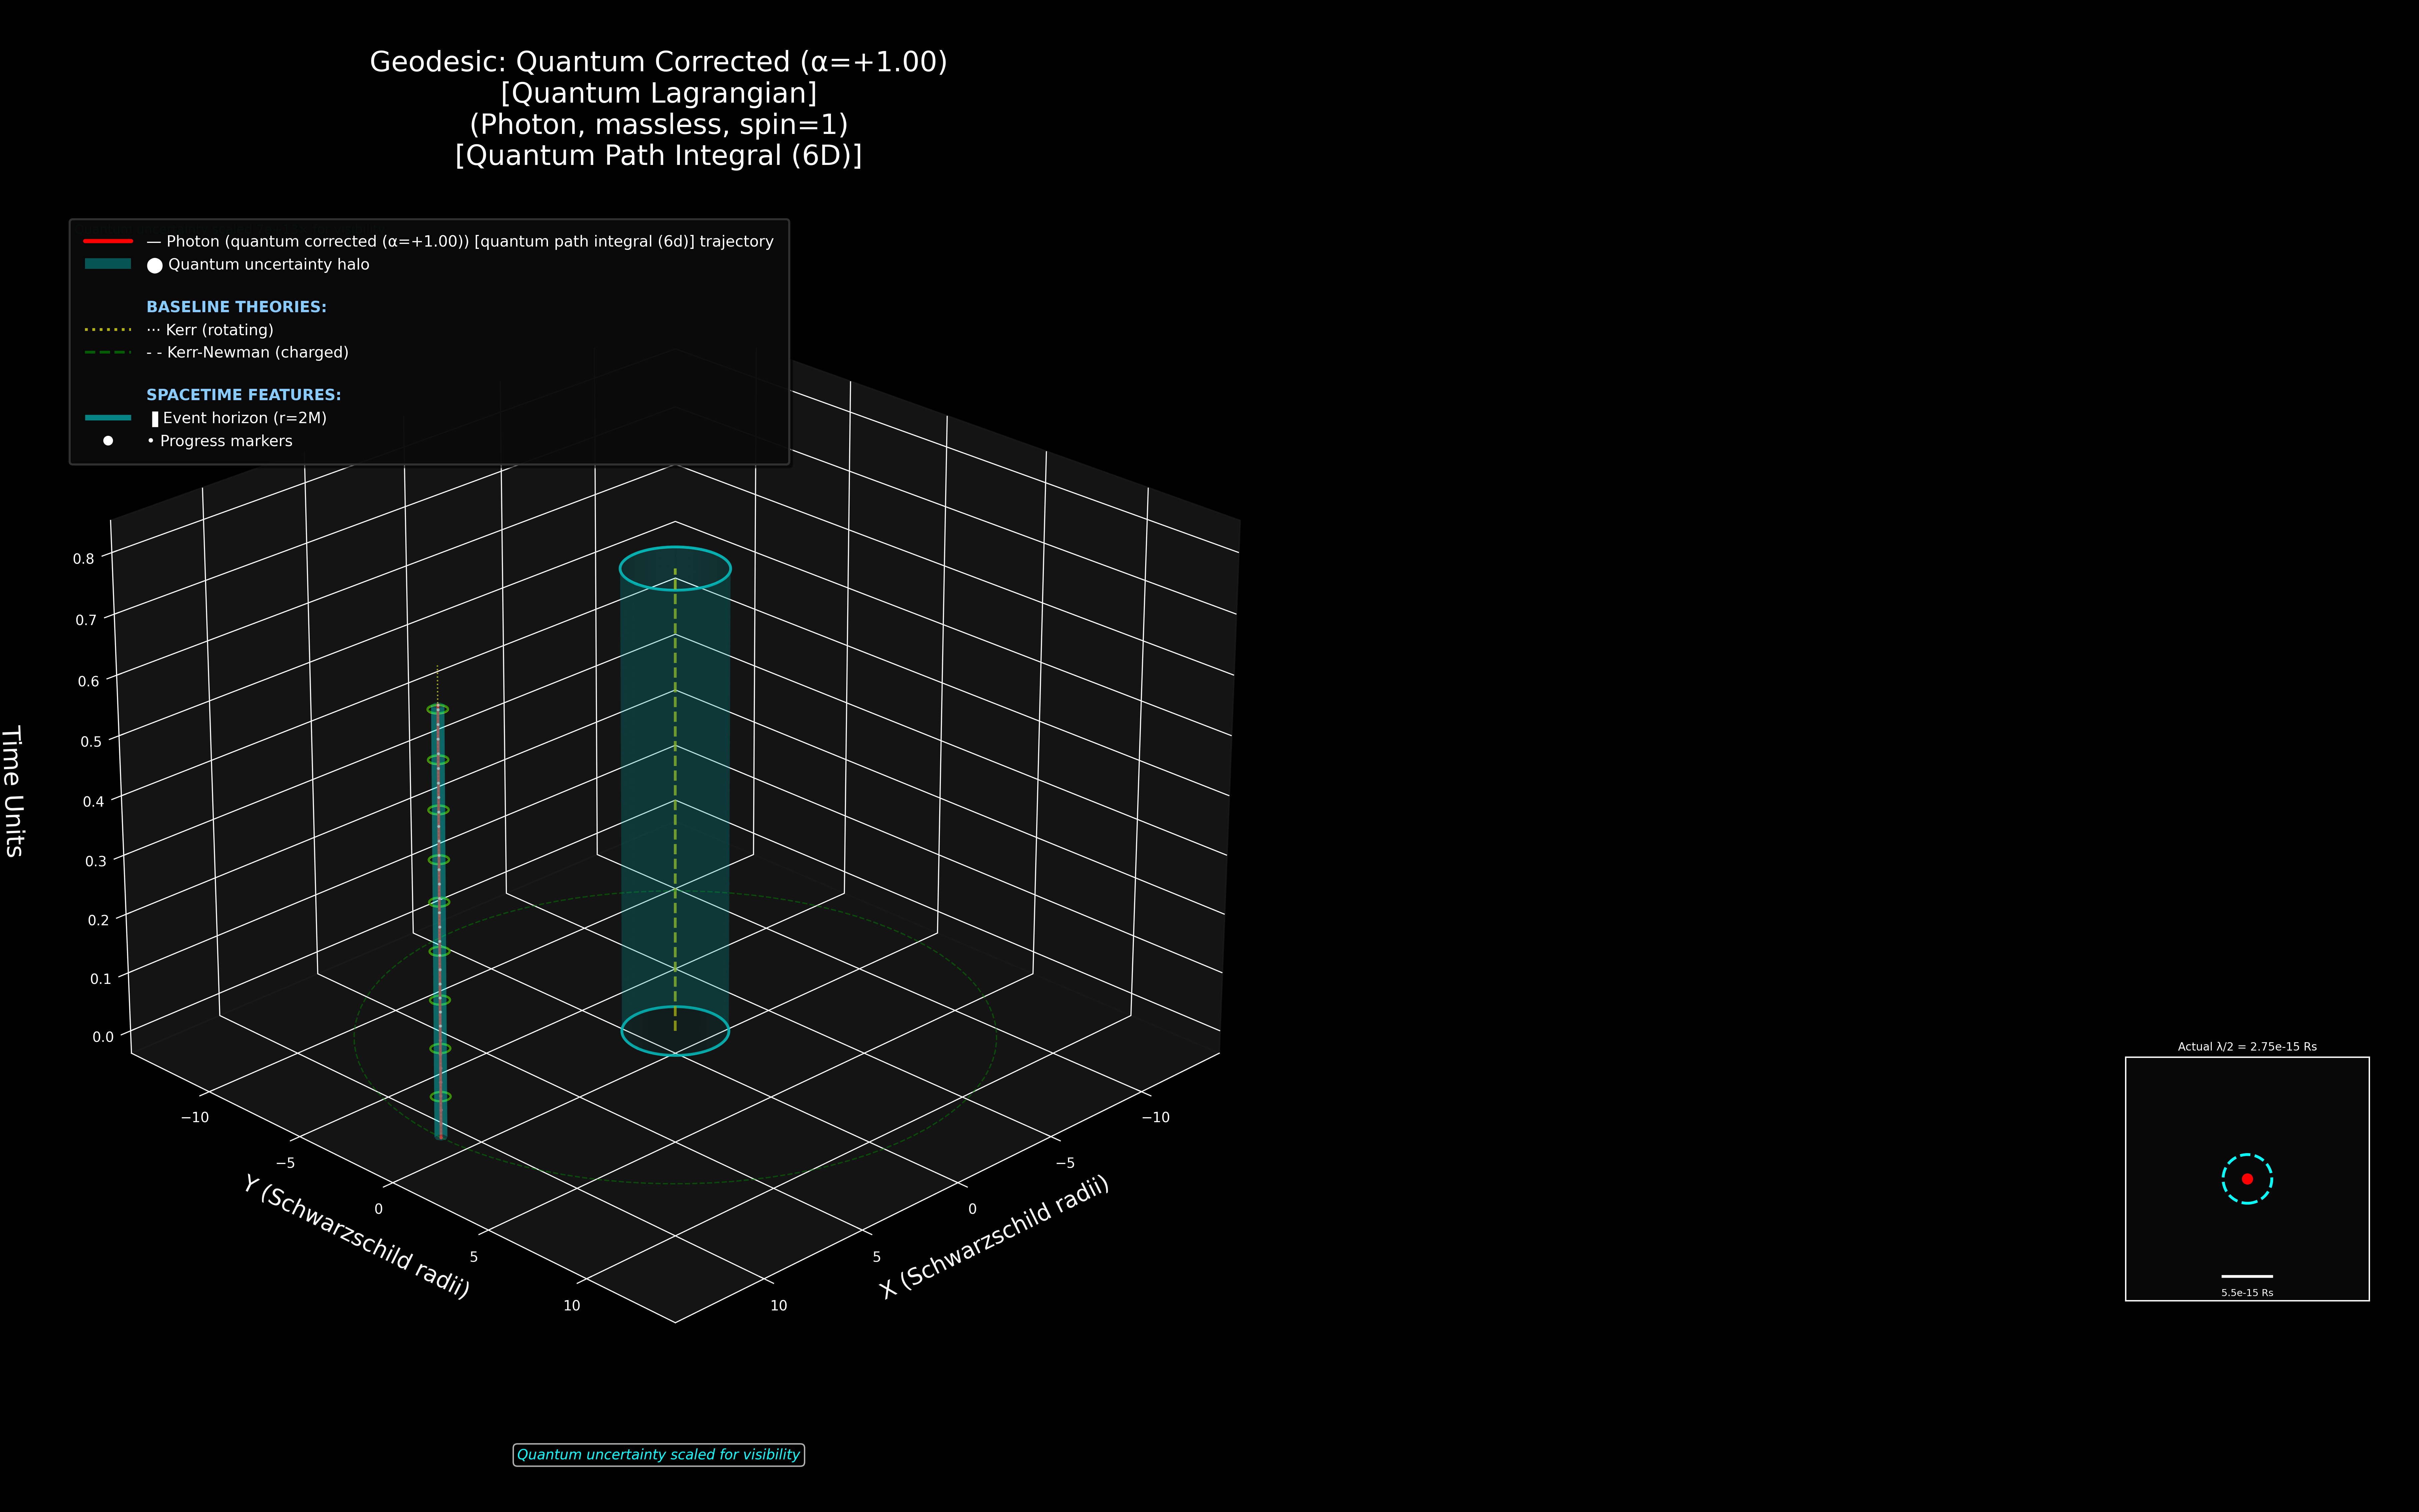 Geodesic: Quantum Corrected (α=+1.00)
[Quantum Lagrangian]
(Photon, massless, spin=1)
[Quantum Path Integral (6D)]
— Photon (quantum corrected (α=+1.00)) [quantum path integral (6d)] trajectory
● Quantum uncertainty halo
BASELINE THEORIES:
··· Kerr (rotating)
- - Kerr-Newman (charged)
SPACETIME FEATURES:
▐ Event horizon (r=2M)
• Progress markers
0.8
0.7
0.6
0.5
0.4
0.3
0.2
0.1
0.0
Time Units
−10
−5
0
5
10
Y (Schwarzschild radii)
−10
−5
0
5
10
X (Schwarzschild radii)
Actual λ/2 = 2.75e-15 Rs
5.5e-15 Rs
Quantum uncertainty scaled for visibility